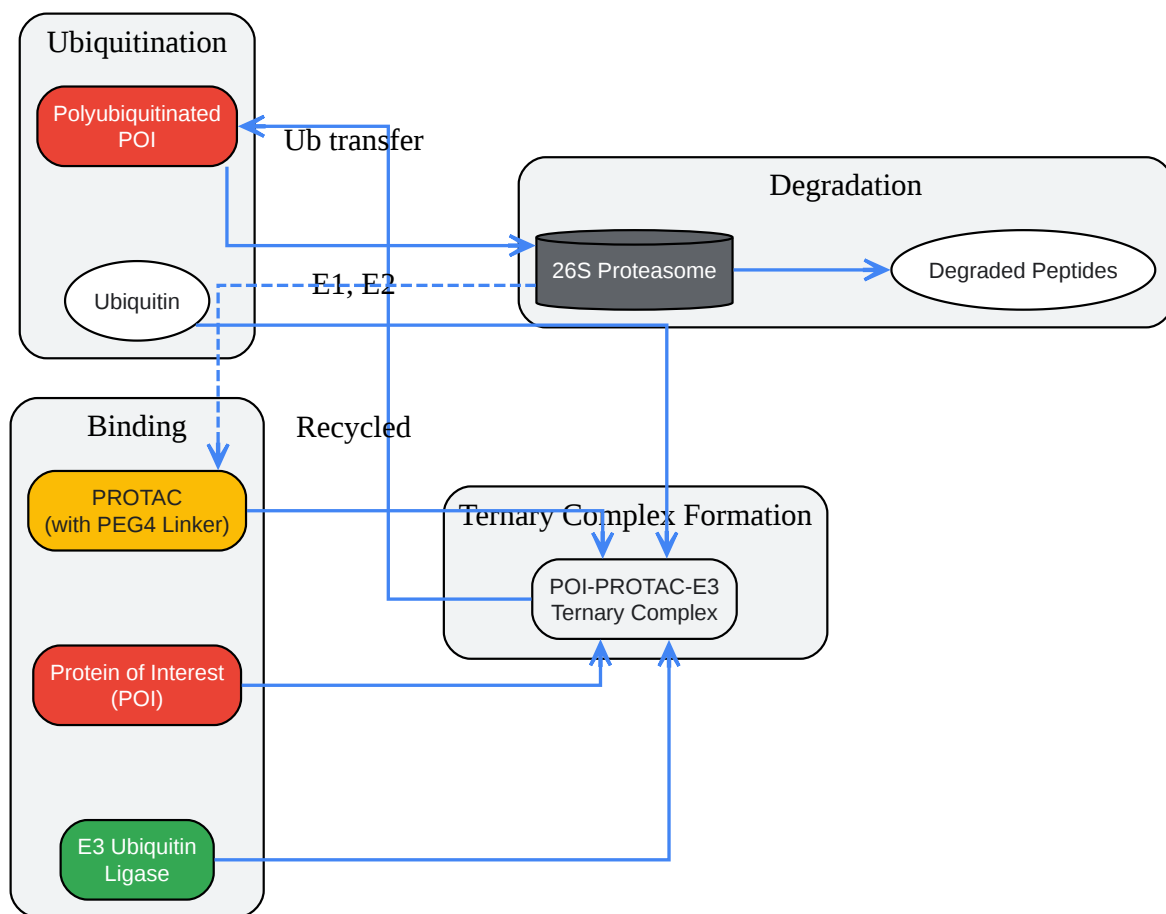 Ubiquitination
Polyubiquitinated
POI
Ub transfer
Degradation
26S Proteasome
Degraded Peptides
E1, E2
Ubiquitin
Binding
Recycled
PROTAC
(with PEG4 Linker)
Ternary Complex Formation
POI-PROTAC-E3
Ternary Complex
Protein of Interest
(POI)
E3 Ubiquitin
Ligase